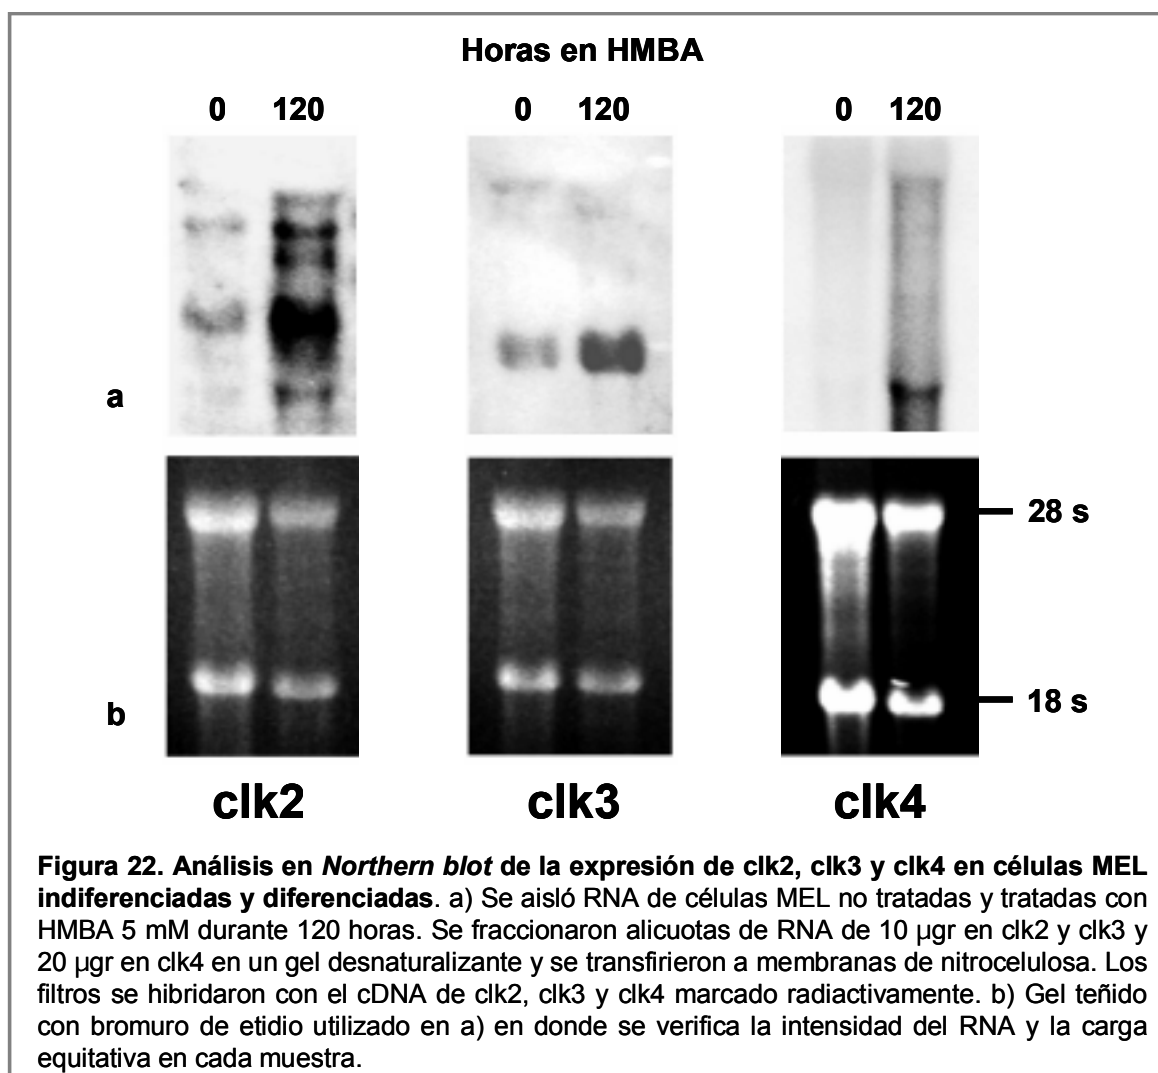 Horas en HMBA
0 120 0 120 0 120
a
28 s
b 18 s
clk2 clk3 clk4
Figura 22. Análisis en Northern blot de la expresión de clk2, clk3 y clk4 en células MEL
indiferenciadas y diferenciadas. a) Se aisló RNA de células MEL no tratadas y tratadas con
HMBA 5 mM durante 120 horas. Se fraccionaron alicuotas de RNA de 10 µgr en clk2 y clk3 y
20 µgr en clk4 en un gel desnaturalizante y se transfirieron a membranas de nitrocelulosa. Los
filtros se hibridaron con el cDNA de clk2, clk3 y clk4 marcado radiactivamente. b) Gel teñido
con bromuro de etidio utilizado en a) en donde se verifica la intensidad del RNA y la carga
equitativa en cada muestra.